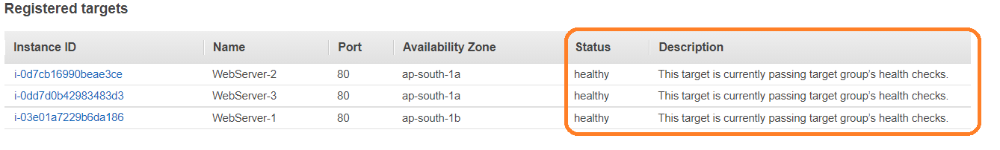 Registered targets
Instance ID Name Port Availability Zone Status Description
i-0d7cb16990beae3ce WebServer-2 80 ap-south-1a healthy This target is currently passing target group's health checks.
i-0dd7d0b42983483d3 WebServer-3 80 ap-south-1a healthy This target is currently passing target group's health checks.
i-03e01a7229b6da186 WebServer-1 80 ap-south-1b healthy This target is currently passing target group's health checks.